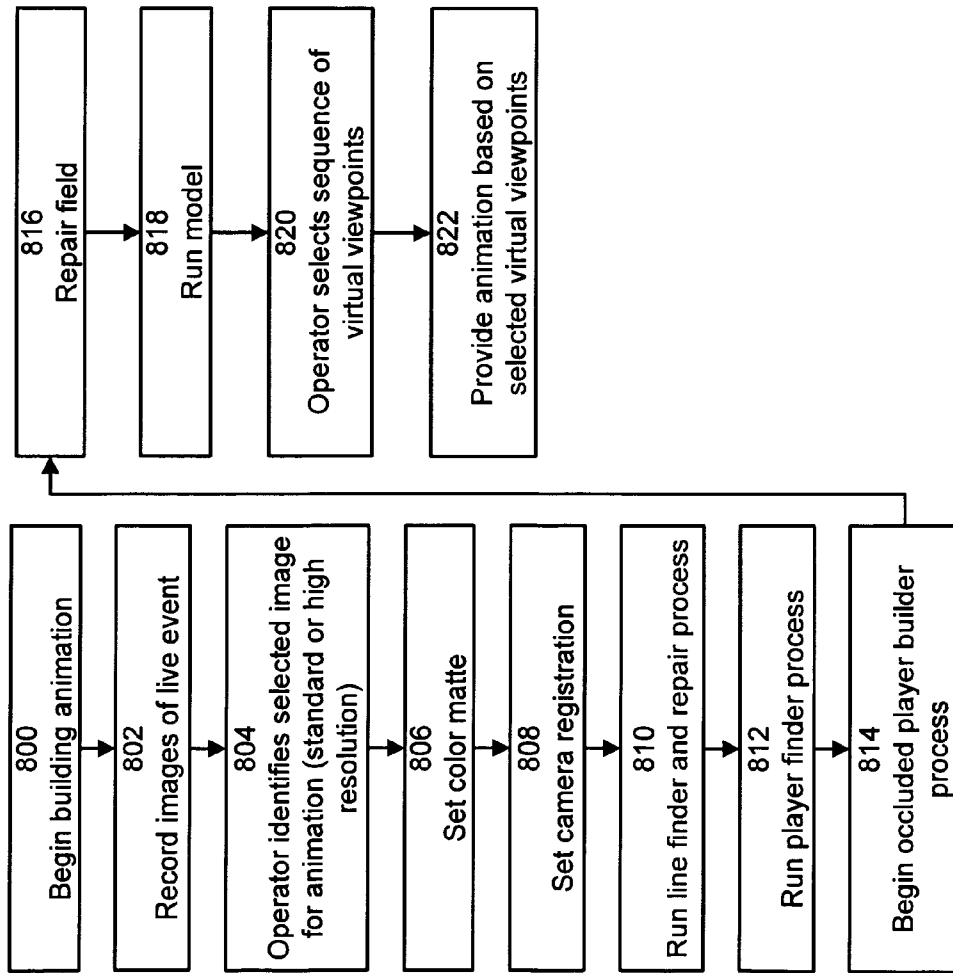 800
Begin building animation
802
Record images of live event
804
Operator identifies selected image
for animation (standard or high
resolution)
806
Set color matte
808
Set camera registration
810
Run line finder and repair process
812
Run player finder process
814
Begin occluded player builder
process
816
Repair field
818
Run model
820
Operator selects sequence of
virtual viewpoints
822
Provide animation based on
selected virtual viewpoints